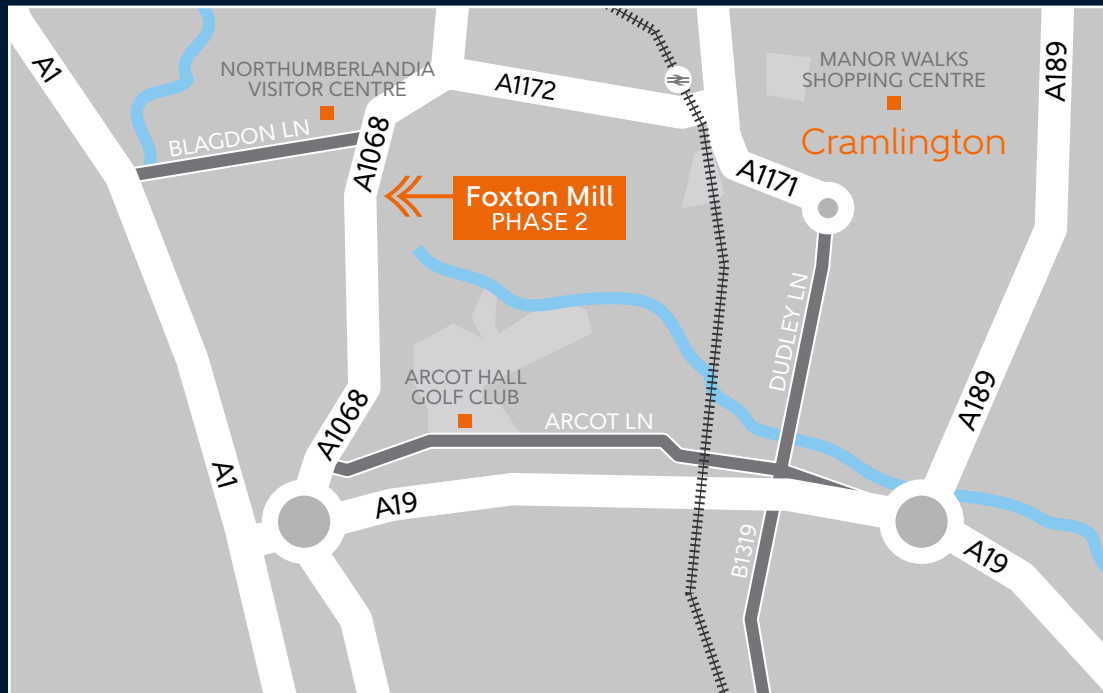 A1
NORTHUMBERLANDIA
VISITOR CENTRE
BLAGDON LN
A1068
A1172
MANOR WALKS
SHOPPING CENTRE
A189
Cramlington
A1171
Foxton Mill
PHASE 2
DUDLEY LN
ARCOT HALL
GOLF CLUB
ARCOT LN
A1068
A189
A1
A19
B1319
A19